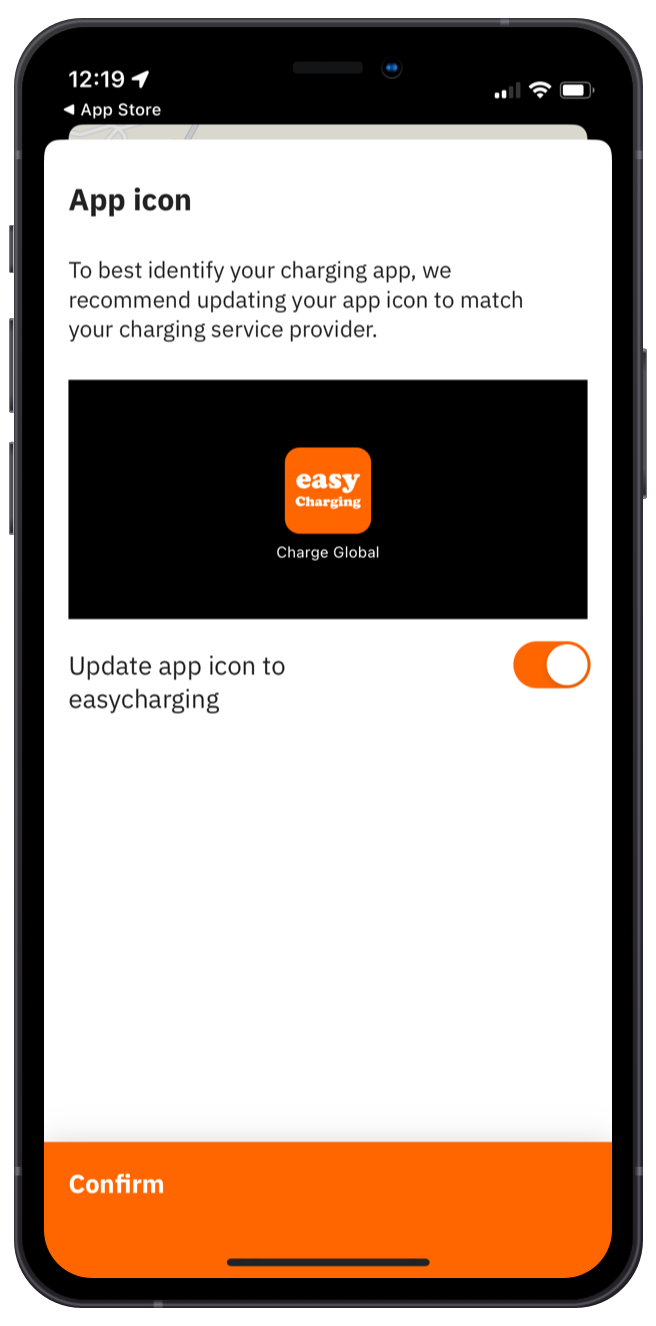 12:19
App Store
App icon
To best identify your charging app, we
recommend updating your app icon to match
your charging service provider.
easy
Charging
Charge Global
Update app icon to
easycharging
Confirm